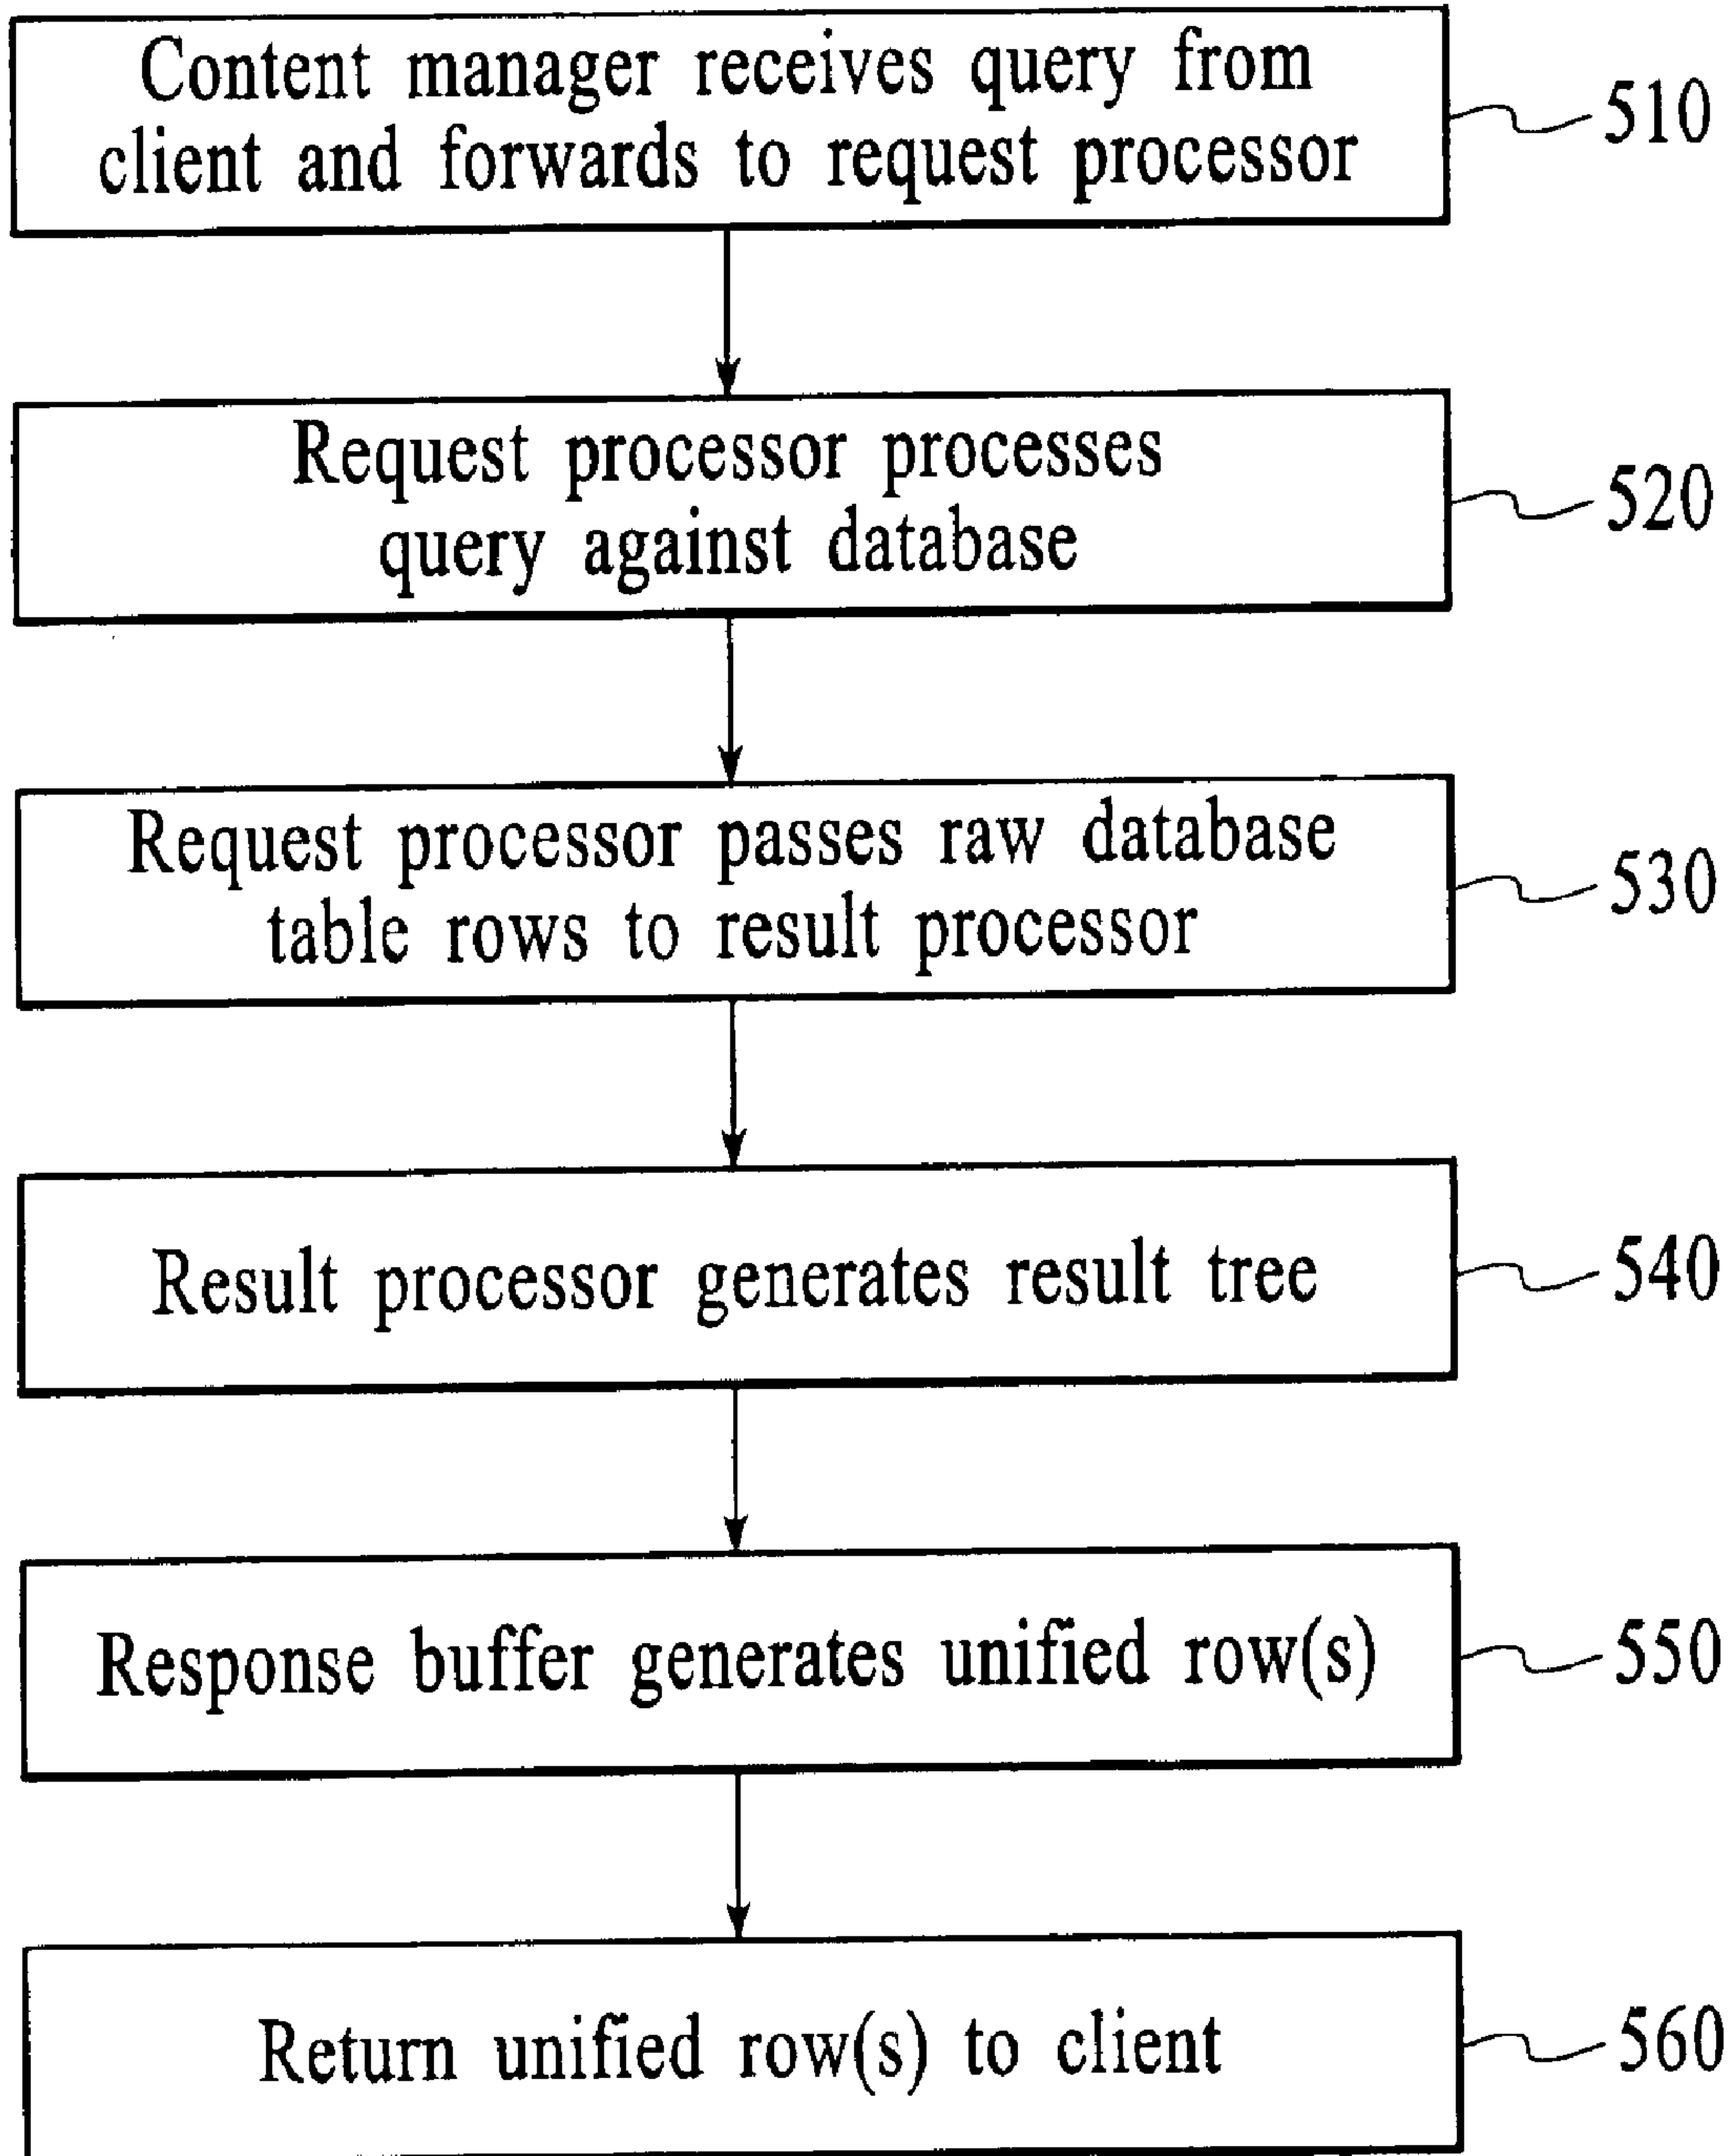 Content manager receives query from
client and forwards to request processor
510
Request processor processes
query against database
520
Request processor passes raw database
table rows to result processor
530
Result processor generates result tree
540
Response buffer generates unified row(s)
550
Return unified row(s) to client
560